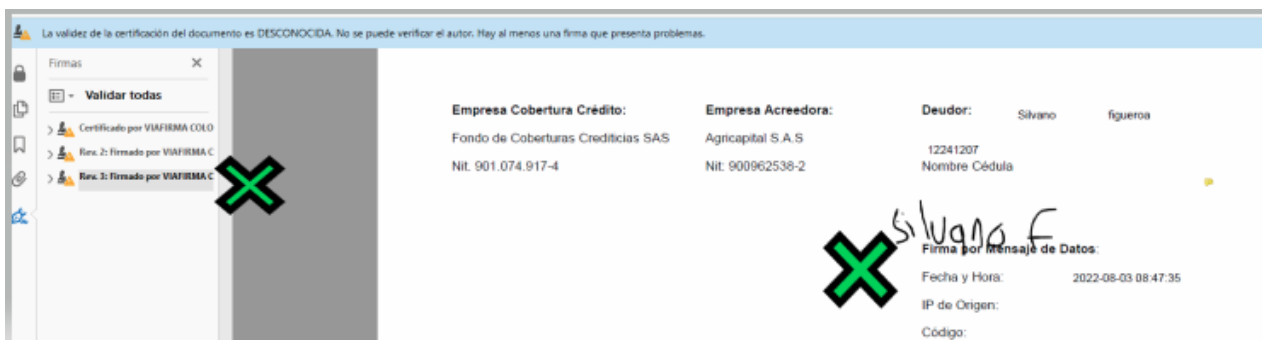 La validez de la certificación del documento es DESCONOCIDA. No se puede verificar el autor. Hay al menos una firma que presenta problemas.
Firmas
Validar todas
Certificado por VIAFIRMA COLO
Rev. 2: Firmado por VIAFIRMA C
Rev. 3: Firmado por VIAFIRMA C
Empresa Cobertura Crédito:
Fondo de Coberturas Crediticias SAS
Nit. 901.074.917-4
Empresa Acreedora:
Agricapital S.A.S
Nit: 900962538-2
Deudor: Silvano figueroa
12241207
Nombre Cédula
Silvano F
Firma por Mensaje de Datos:
Fecha y Hora: 2022-08-03 08:47:35
IP de Origen:
Código: